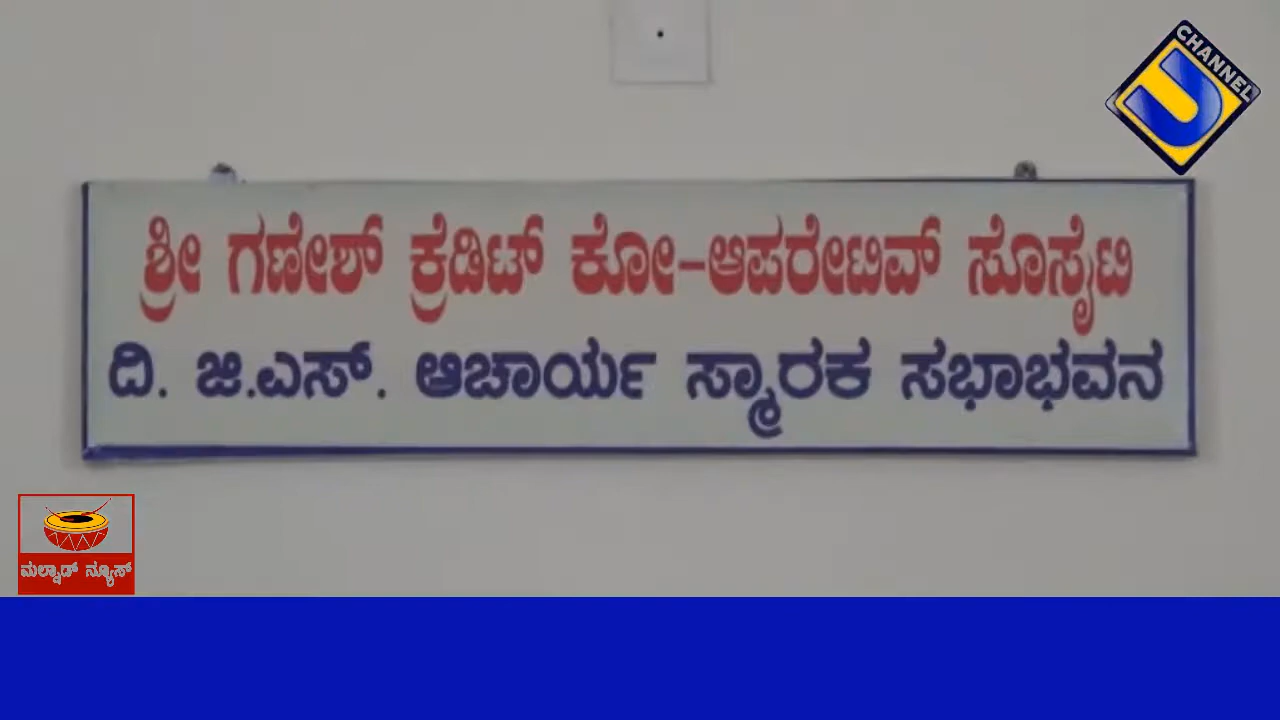 CHANNEL
U
ಶ್ರೀ ಗಣೇಶ್ ಕ್ರೆಡಿಟ್ ಕೋ-ಆಪರೇಟಿವ್ ಸೊಸೈಟಿ
ದಿ. ಜಿ.ಎಸ್. ಆಚಾರ್ಯ ಸ್ಮಾರಕ ಸಭಾಭವನ
ಮಲ್ನಾಡ್ ನ್ಯೂಸ್